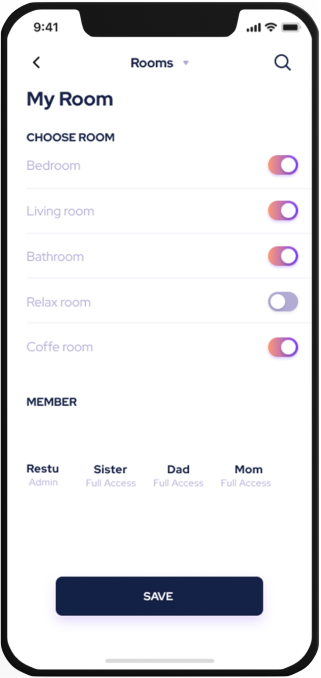 9:41
Rooms
My Room
CHOOSE ROOM
Bedroom
Living room
Bathroom
Relax room
Coffe room
MEMBER
Restu Sister Dad Mom
Admin Full Access Full Access Full Access
SAVE